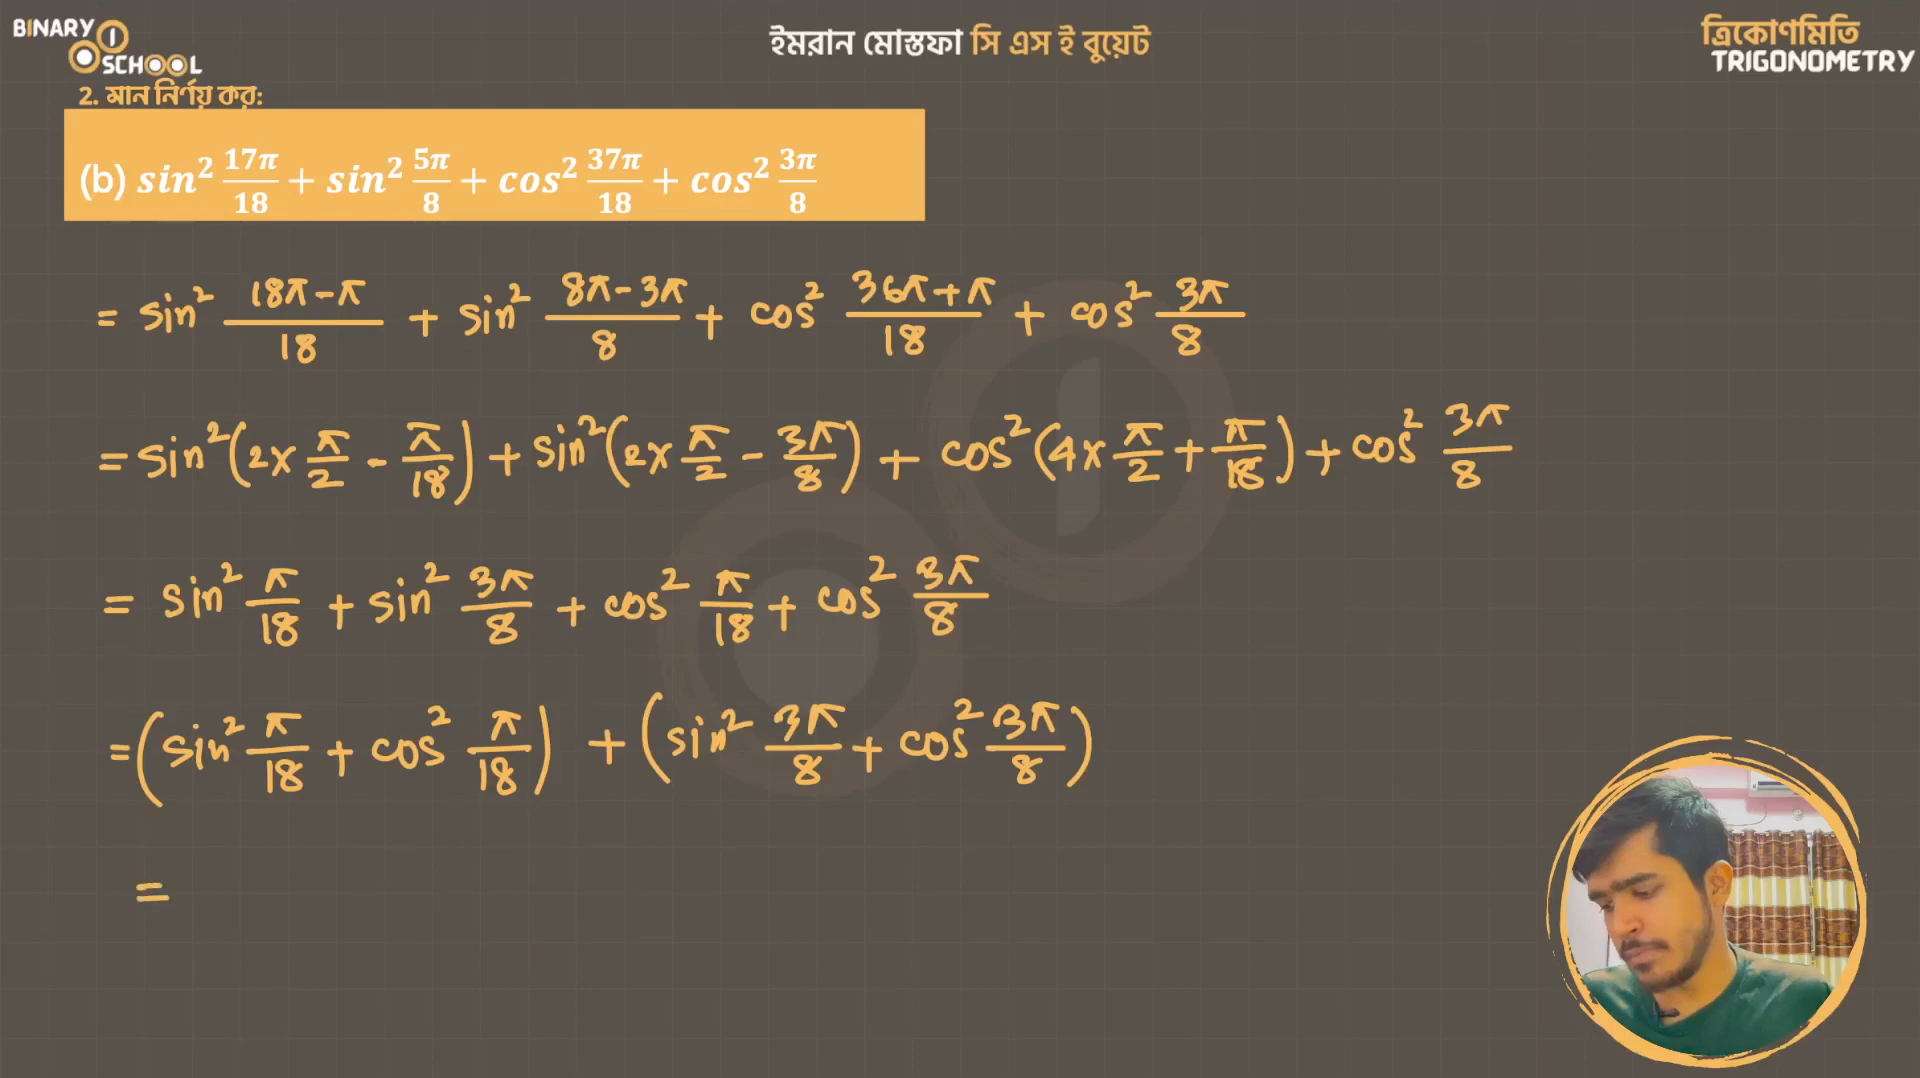 BINARY SCHOOL
ইমরান মোস্তফা সি এস ই বুয়েট
ত্রিকোণমিতি
TRIGONOMETRY
2. মান নির্ণয় কর:
(b) sin² 17π/18 + sin² 5π/8 + cos² 37π/18 + cos² 3π/8
= sin² (18π-π)/18 + sin² (8π-3π)/8 + cos² (36π+π)/18 + cos² 3π/8
= sin² (2×π/2 - π/18) + sin² (2×π/2 - 3π/8) + cos² (4×π/2 + π/18) + cos² 3π/8
= sin² π/18 + sin² 3π/8 + cos² π/18 + cos² 3π/8
= (sin² π/18 + cos² π/18) + (sin² 3π/8 + cos² 3π/8)
=